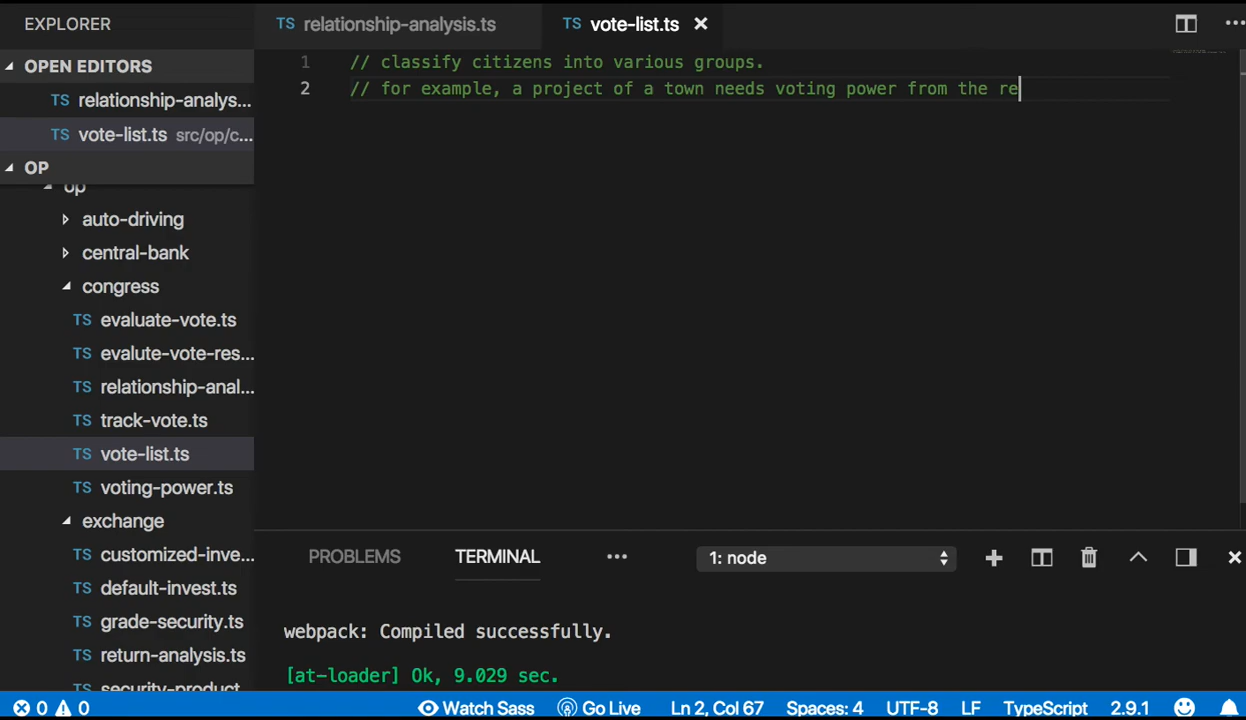 EXPLORER
TS relationship-analysis.ts
TS vote-list.ts ×
OPEN EDITORS
TS relationship-analys...
TS vote-list.ts src/op/c...
OP
op
auto-driving
central-bank
congress
TS evaluate-vote.ts
TS evalute-vote-res...
TS relationship-anal...
TS track-vote.ts
TS vote-list.ts
TS voting-power.ts
exchange
TS customized-inve...
TS default-invest.ts
TS grade-security.ts
TS return-analysis.ts
TS security-product
1 // classify citizens into various groups.
2 // for example, a project of a town needs voting power from the re
PROBLEMS TERMINAL ... 1: node
webpack: Compiled successfully.
[at-loader] Ok, 9.029 sec.
0 0 Watch Sass Go Live Ln 2, Col 67 Spaces: 4 UTF-8 LF TypeScript 2.9.1